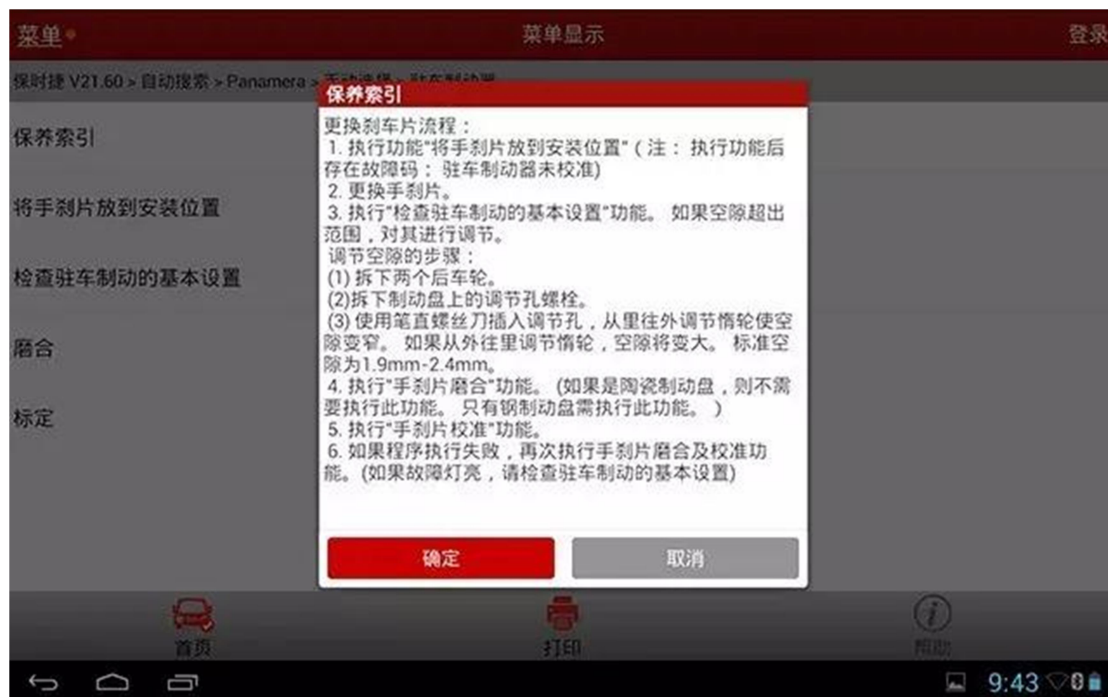 菜单
菜单显示
登录
保时捷 V21.60 > 自动搜索 > Panamera >
保养索引
将手刹片放到安装位置
检查驻车制动的基本设置
磨合
标定
保养索引
更换刹车片流程：
1. 执行功能"将手刹片放到安装位置"（注： 执行功能后
存在故障码： 驻车制动器未校准)
2. 更换手刹片。
3. 执行"检查驻车制动的基本设置"功能。 如果空隙超出
范围，对其进行调节。
调节空隙的步骤：
(1) 拆下两个后车轮。
(2)拆下制动盘上的调节孔螺栓。
(3) 使用笔直螺丝刀插入调节孔，从里往外调节惰轮使空
隙变窄。 如果从外往里调节惰轮，空隙将变大。 标准空
隙为1.9mm-2.4mm。
4. 执行"手刹片磨合"功能。 (如果是陶瓷制动盘，则不需
要执行此功能。 只有钢制动盘需执行此功能。 ）
5. 执行"手刹片校准"功能。
6. 如果程序执行失败，再次执行手刹片磨合及校准功
能。(如果故障灯亮，请检查驻车制动的基本设置)
确定
取消
首页
打印
帮助
9:43